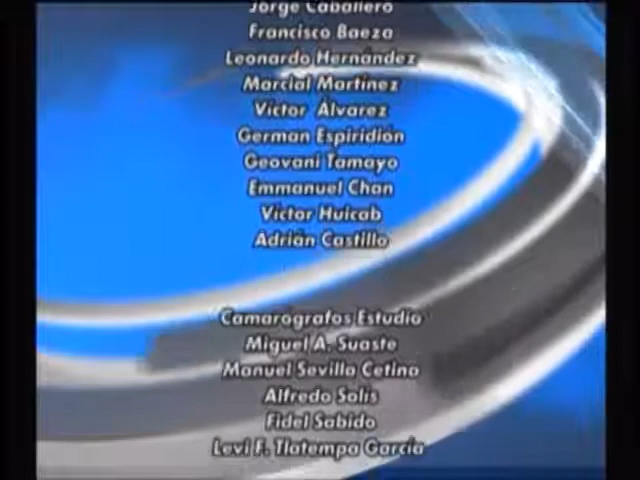 Jorge Caballero
Francisco Baeza
Leonardo Hernández
Marcial Martínez
Víctor Álvarez
German Espiridión
Geovani Tamayo
Emmanuel Chan
Víctor Huicab
Adrián Castillo
Camarógrafos Estudio
Miguel A. Suaste
Manuel Sevilla Cetina
Alfredo Solís
Fidel Sabido
Levi F. Tlatempa García